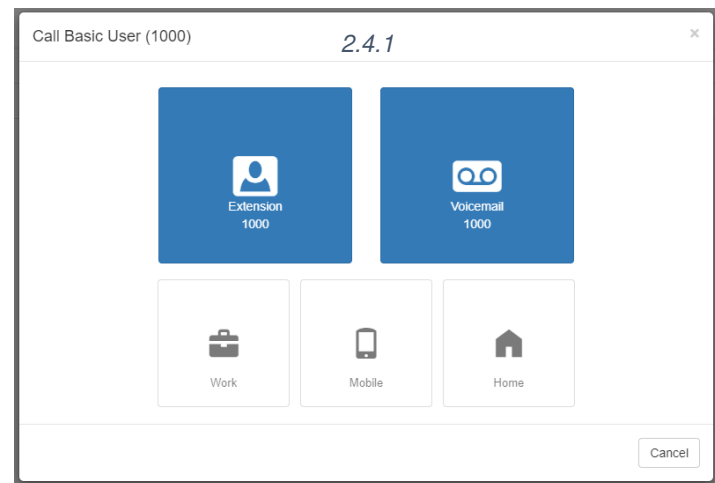 Call Basic User (1000)
2.4.1
×
Extension
1000
Voicemail
1000
Work
Mobile
Home
Cancel